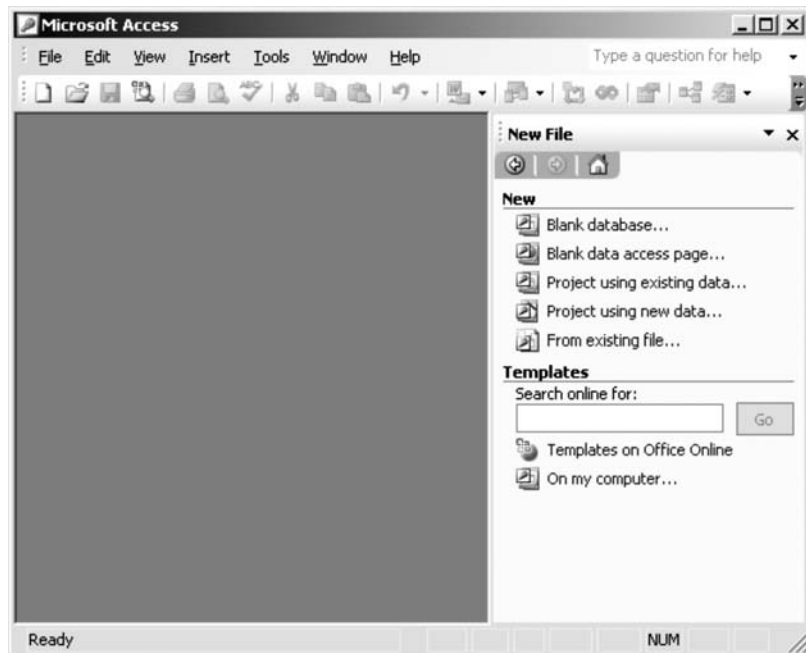 Microsoft Access
File Edit View Insert Tools Window Help Type a question for help
New File
New
Blank database...
Blank data access page...
Project using existing data...
Project using new data...
From existing file...
Templates
Search online for:
Go
Templates on Office Online
On my computer...
Ready NUM